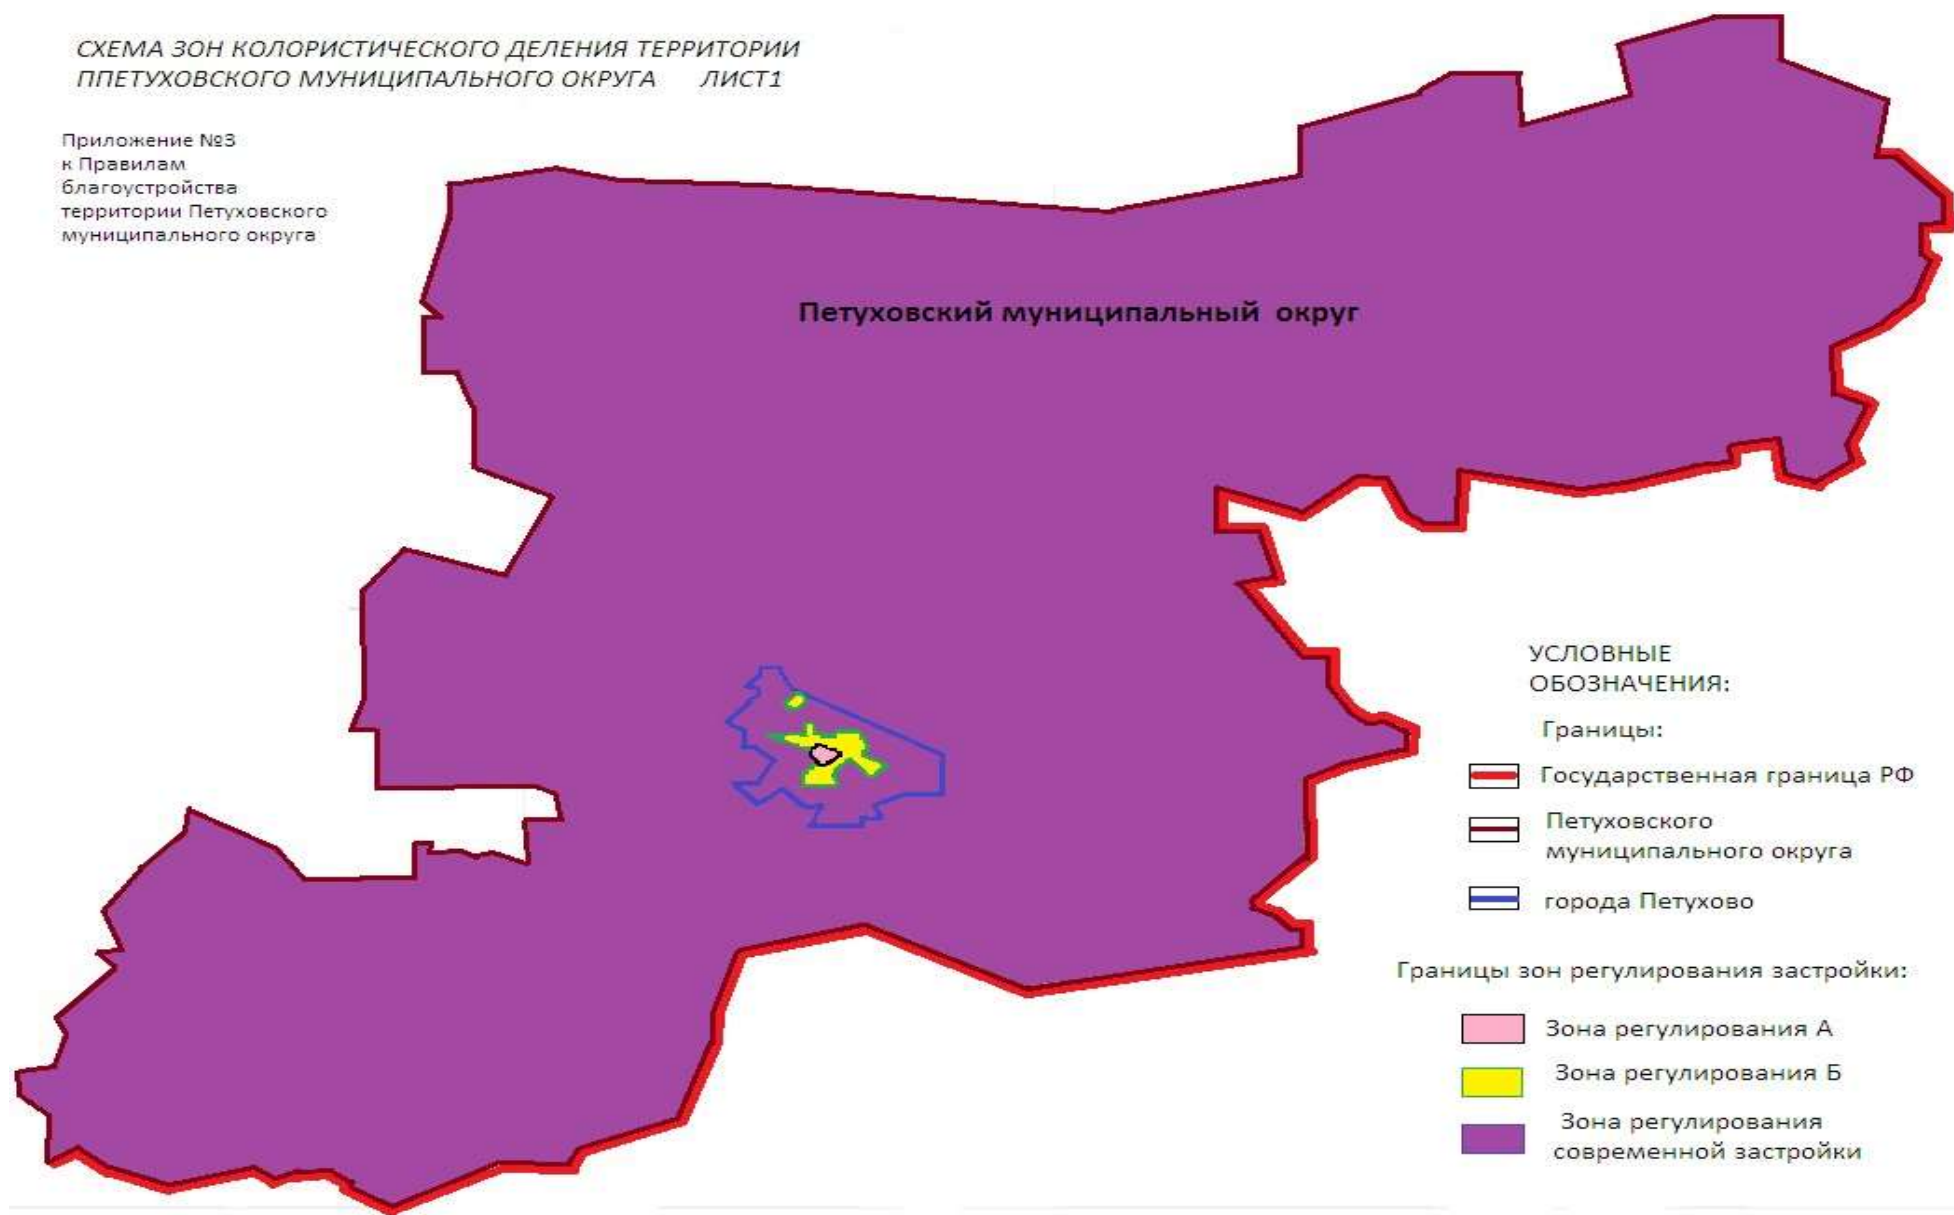 СХЕМА ЗОН КОЛОРИСТИЧЕСКОГО ДЕЛЕНИЯ ТЕРРИТОРИИ
ППЕТУХОВСКОГО МУНИЦИПАЛЬНОГО ОКРУГА ЛИСТ1
Приложение №3
к Правилам
благоустройства
территории Петуховского
муниципального округа
Петуховский муниципальный округ
УСЛОВНЫЕ
ОБОЗНАЧЕНИЯ:
Границы:
Государственная граница РФ
Петуховского
муниципального округа
города Петухово
Границы зон регулирования застройки:
Зона регулирования А
Зона регулирования Б
Зона регулирования
современной застройки